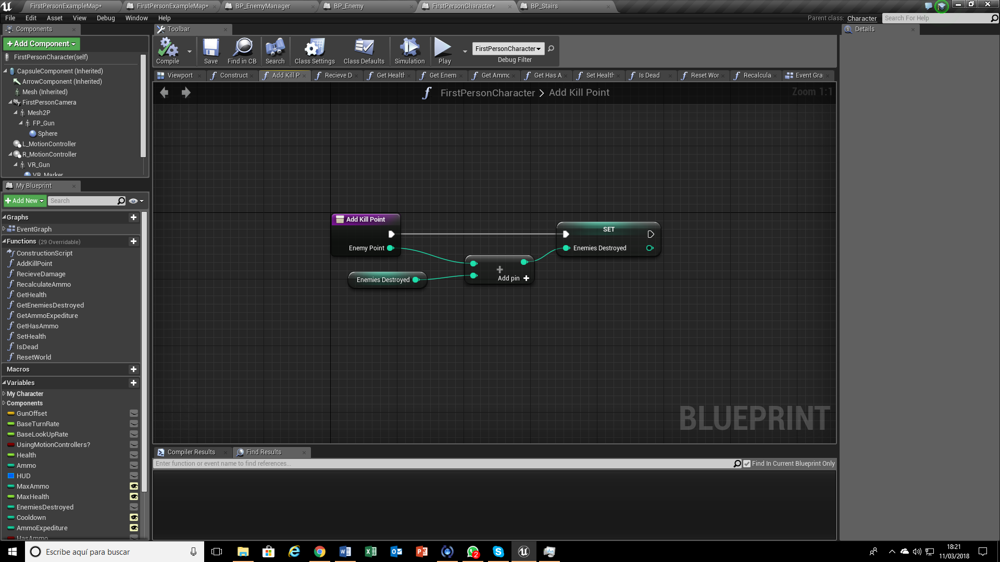 FirstPersonExampleMap*
FirstPersonExampleMap*
BP_EnemyManager
BP_Enemy
FirstPersonCharacter*
BP_Stairs
File Edit Asset View Debug Window Help
Parent class: Character
Search For Help
Components
Toolbar
Details
Add Component
FirstPersonCharacter(self)
CapsuleComponent (Inherited)
ArrowComponent (Inherited)
Mesh (Inherited)
FirstPersonCamera
Mesh2P
FP_Gun
Sphere
L_MotionController
R_MotionController
VR_Gun
VR_Marker
Compile
Save
Find in CB
Search
Class Settings
Class Defaults
Simulation
Play
FirstPersonCharacter
Debug Filter
Viewport
Construct
Add Kill P
Recieve D
Get Health
Get Enem
Get Ammo
Get Has A
Set Health
Is Dead
Reset Wor
Recalcula
Event Gra
FirstPersonCharacter > Add Kill Point
Zoom 1:1
My Blueprint
Add New
Search
Graphs
EventGraph
Functions (29 Overridable)
ConstructionScript
AddKillPoint
RecieveDamage
RecalculateAmmo
GetHealth
GetEnemiesDestroyed
GetAmmoExpediture
GetHasAmmo
SetHealth
IsDead
ResetWorld
Macros
Variables
My Character
Components
GunOffset
BaseTurnRate
BaseLookUpRate
UsingMotionControllers?
Health
Ammo
HUD
MaxAmmo
MaxHealth
EnemiesDestroyed
Cooldown
AmmoExpediture
HasAmmo
Add Kill Point
Enemy Point
Enemies Destroyed
Add pin
SET
Enemies Destroyed
BLUEPRINT
Compiler Results
Find Results
Enter function or event name to find references...
Find In Current Blueprint Only
Escribe aquí para buscar
2
18:21
11/03/2018